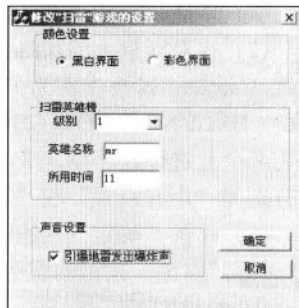 修改"扫雷"游戏的设置
颜色设置
黑白界面 彩色界面
扫雷英雄榜
级别 1
英雄名称 mr
所用时间 11
声音设置
引爆地雷发出爆炸声
确定
取消